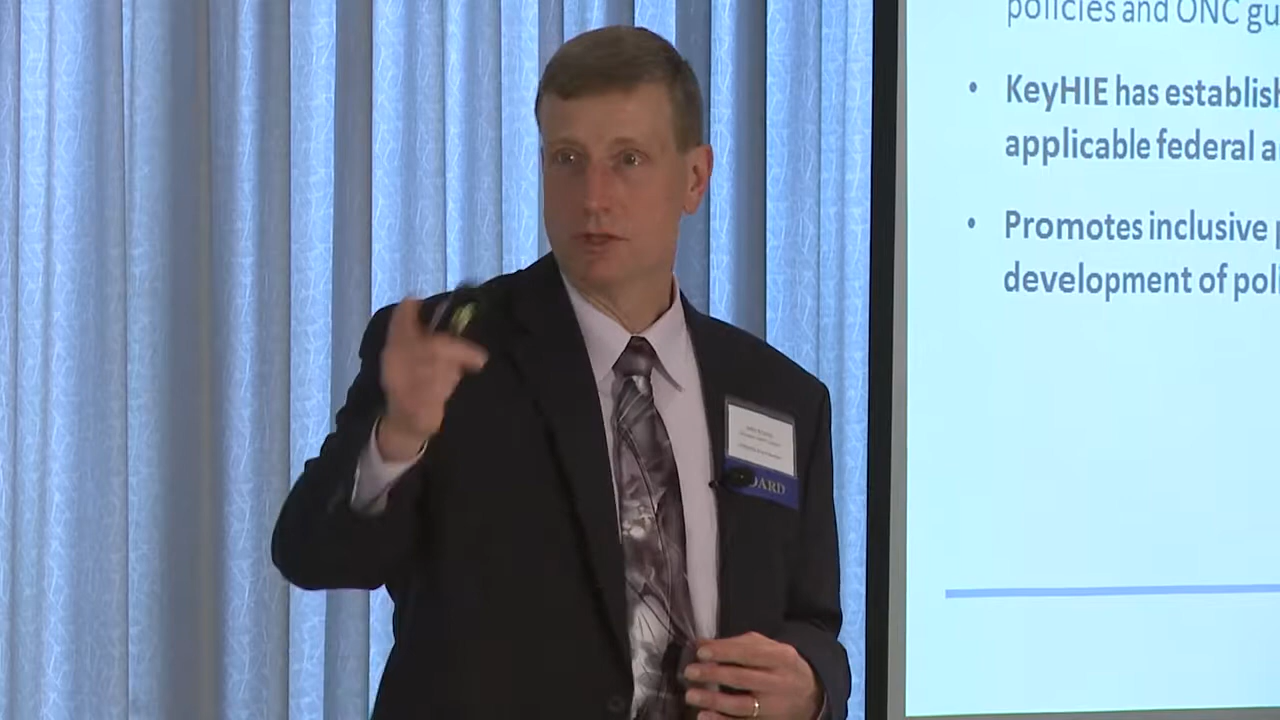 policies and ONC gu
• KeyHIE has establish
applicable federal a
• Promotes inclusive p
development of poli
OARD